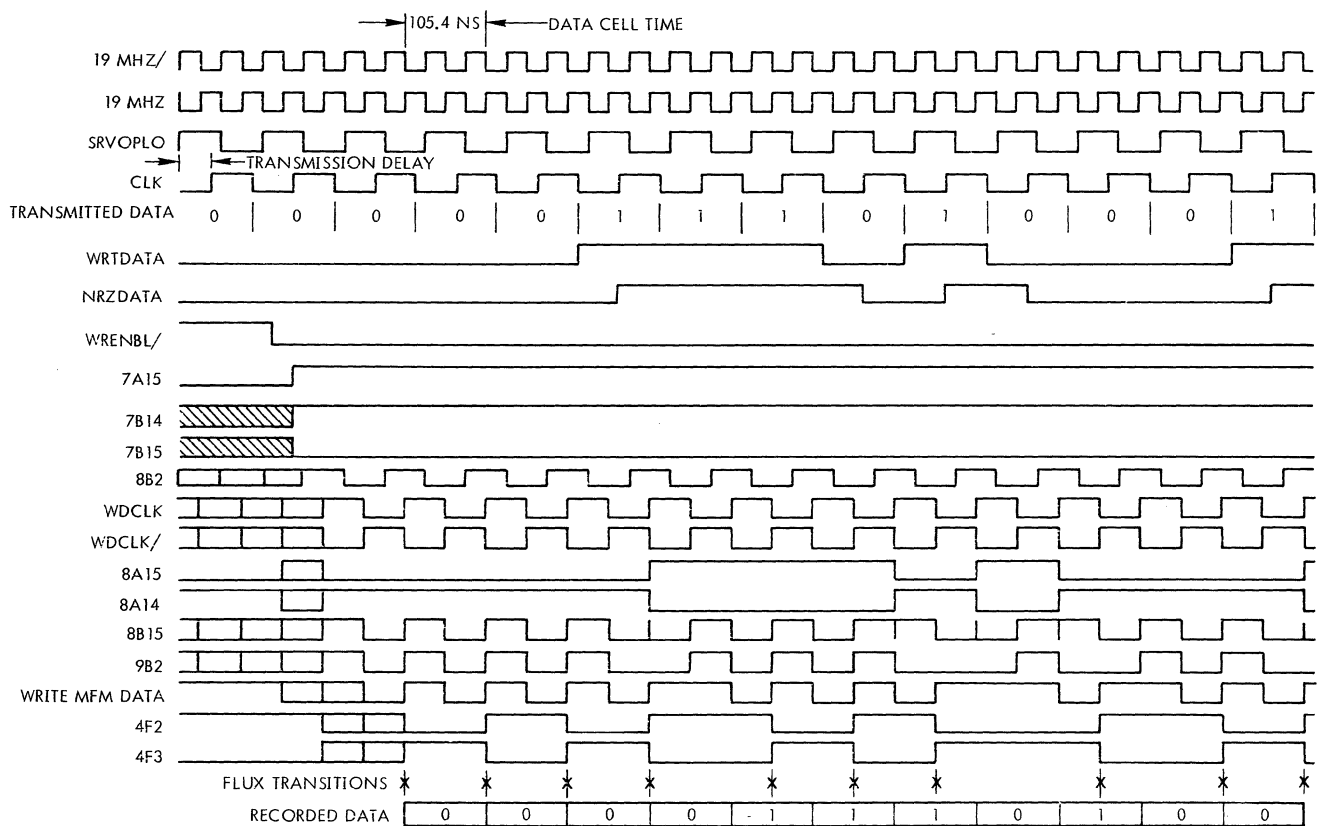 105.4 NS DATA CELL TIME
19 MHZ/
19 MHZ
SRVOPLO
TRANSMISSION DELAY
CLK
TRANSMITTED DATA 0 0 0 0 0 1 1 1 0 1 0 0 0 1
WRTDATA
NRZDATA
WRENBL/
7A15
7B14
7B15
8B2
WDCLK
WDCLK/
8A15
8A14
8B15
9B2
WRITE MFM DATA
4F2
4F3
FLUX TRANSITIONS
RECORDED DATA 0 0 0 0 1 1 1 0 1 0 0